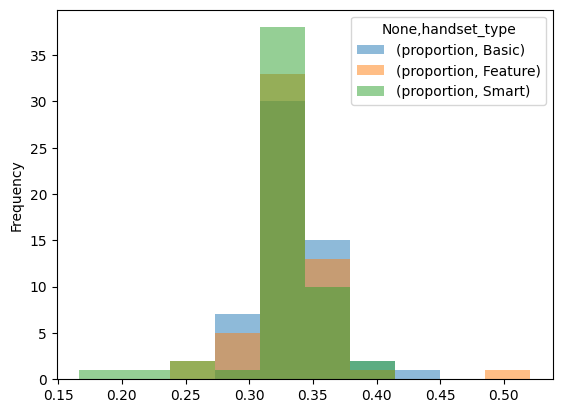 None,handset_type
(proportion, Basic)
(proportion, Feature)
(proportion, Smart)
Frequency
35
30
25
20
15
10
5
0
0.15 0.20 0.25 0.30 0.35 0.40 0.45 0.50